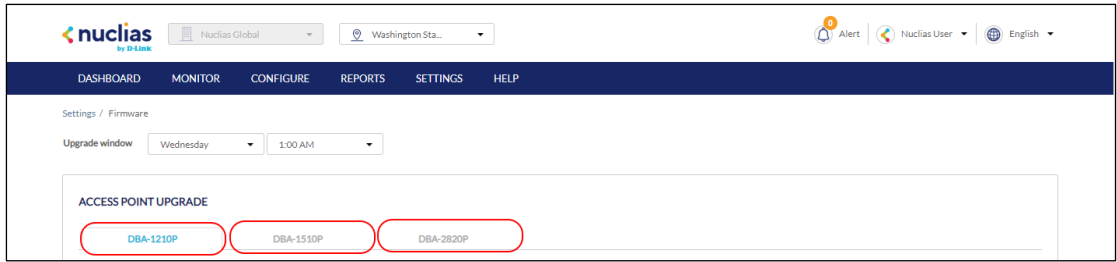 nuclias
by D-Link
Nuclias Global
Washington Sta...
0
Alert
Nuclias User
English
DASHBOARD MONITOR CONFIGURE REPORTS SETTINGS HELP
Settings / Firmware
Upgrade window Wednesday 1:00 AM
ACCESS POINT UPGRADE
DBA-1210P DBA-1510P DBA-2820P